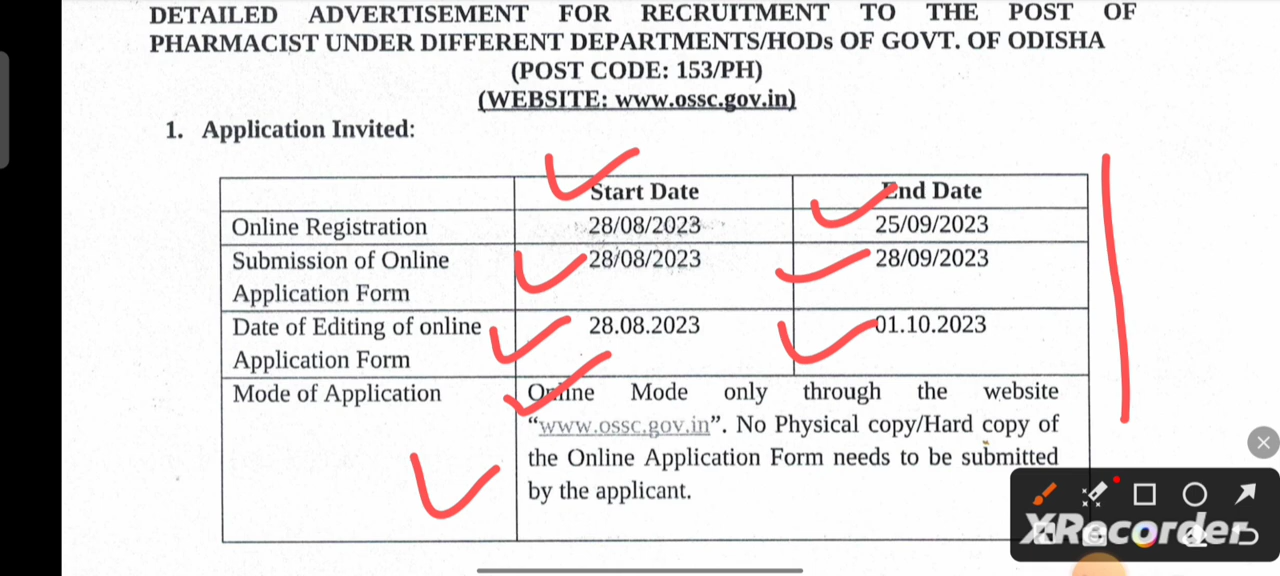 DETAILED ADVERTISEMENT FOR RECRUITMENT TO THE POST OF
PHARMACIST UNDER DIFFERENT DEPARTMENTS/HODs OF GOVT. OF ODISHA
(POST CODE: 153/PH)
(WEBSITE: www.ossc.gov.in)
1. Application Invited:
Start Date End Date
Online Registration 28/08/2023 25/09/2023
Submission of Online 28/08/2023 28/09/2023
Application Form
Date of Editing of online 28.08.2023 01.10.2023
Application Form
Mode of Application Online Mode only through the website
“www.ossc.gov.in”. No Physical copy/Hard copy of
the Online Application Form needs to be submitted
by the applicant.
XRecorder